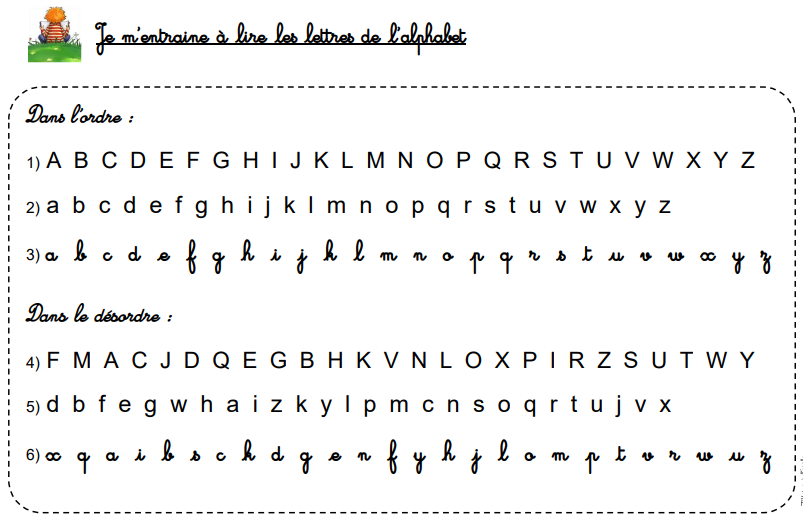 Je m'entraine à lire les lettres de l'alphabet
Dans l'ordre :
1) A B C D E F G H I J K L M N O P Q R S T U V W X Y Z
2) a b c d e f g h i j k l m n o p q r s t u v w x y z
3) a b c d e f g h i j k l m n o p q r s t u v w x y z
Dans le désordre :
4) F M A C J D Q E G B H K V N L O X P I R Z S U T W Y
5) d b f e g w h a i z k y l p m c n s o q r t u j v x
6) x q a i b s c k d g e n f y h j l o m p t v r w u z